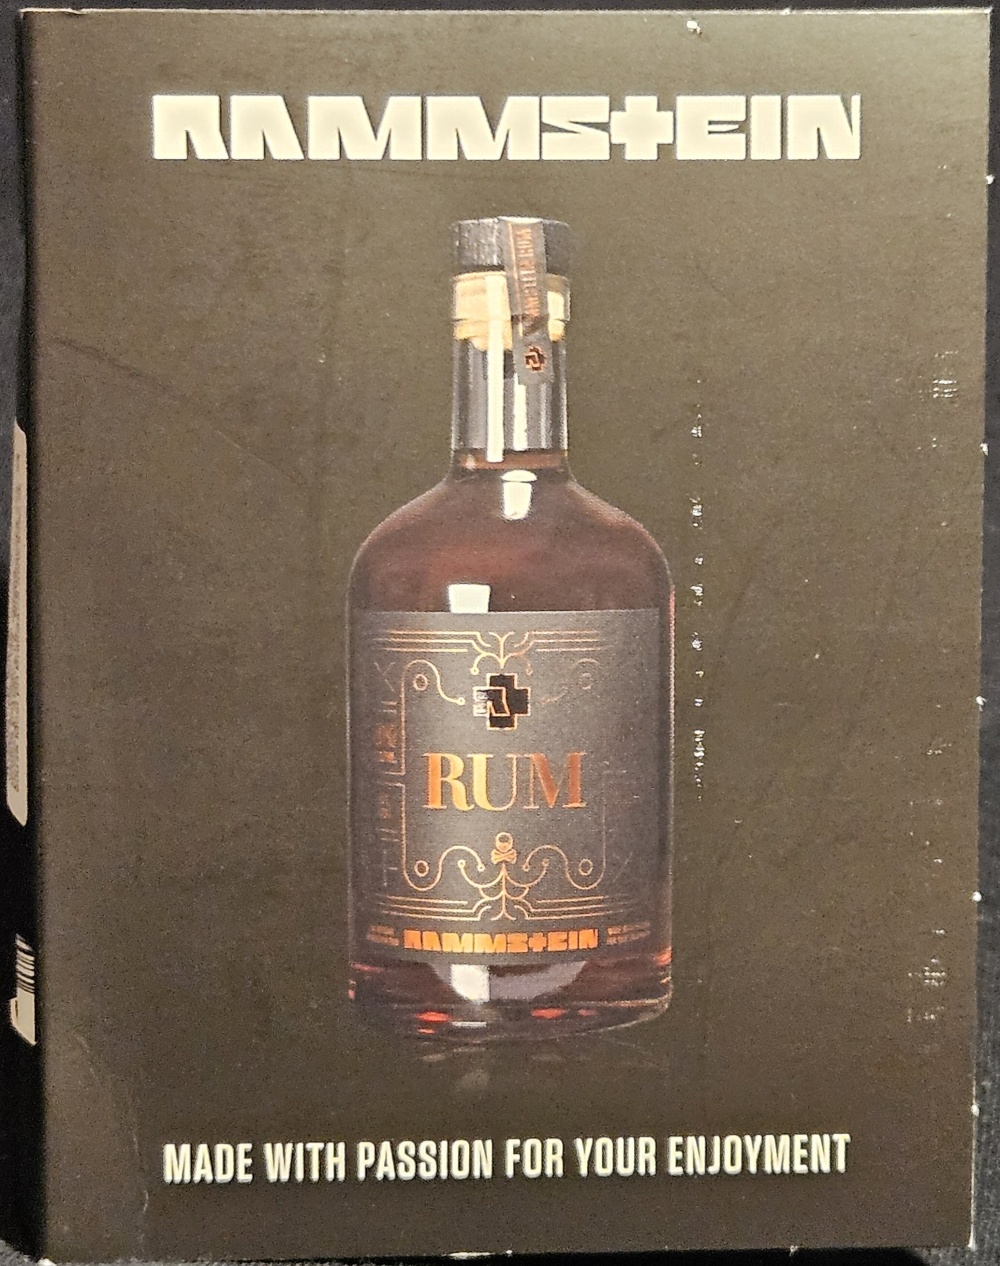 RAMMSTEIN
RUM
RAMMSTEIN
MADE WITH PASSION FOR YOUR ENJOYMENT